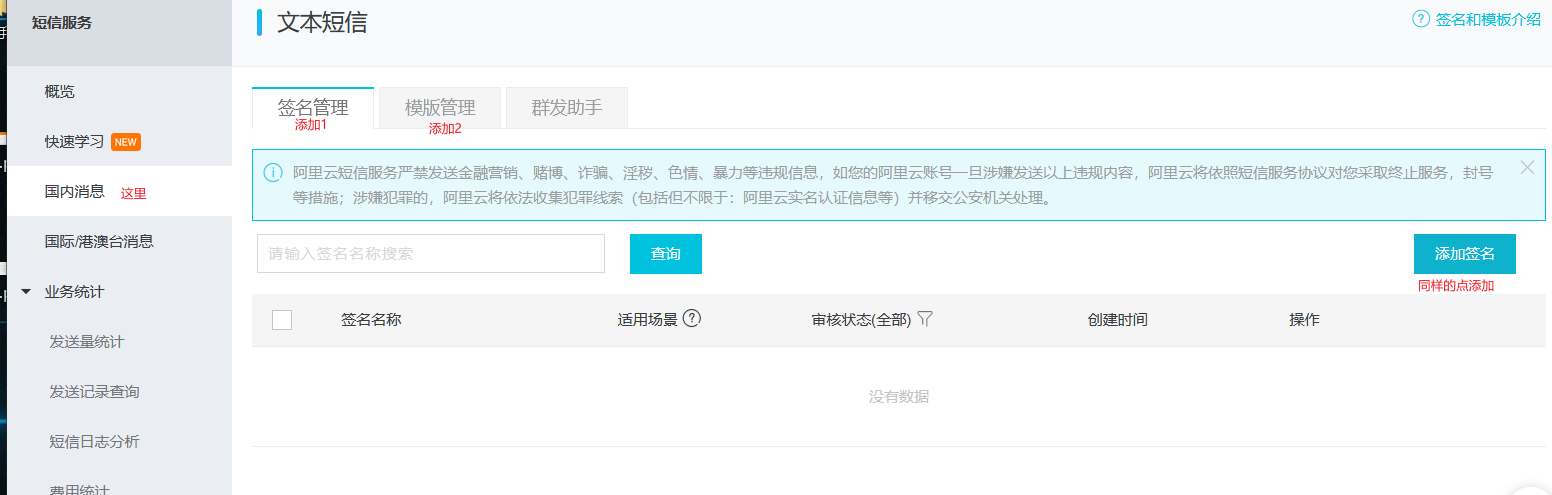 短信服务
文本短信
签名和模板介绍
概览
快速学习 NEW
国内消息 这里
国际/港澳台消息
业务统计
发送量统计
发送记录查询
短信日志分析
费用统计
签名管理 模版管理 群发助手
添加1 添加2
阿里云短信服务严禁发送金融营销、赌博、诈骗、淫秽、色情、暴力等违规信息，如您的阿里云账号一旦涉嫌发送以上违规内容，阿里云将依照短信服务协议对您采取终止服务，封号
等措施；涉嫌犯罪的，阿里云将依法收集犯罪线索（包括但不限于：阿里云实名认证信息等）并移交公安机关处理。
请输入签名名称搜索 查询 添加签名
同样的点添加
签名名称 适用场景 审核状态(全部) 创建时间 操作
没有数据